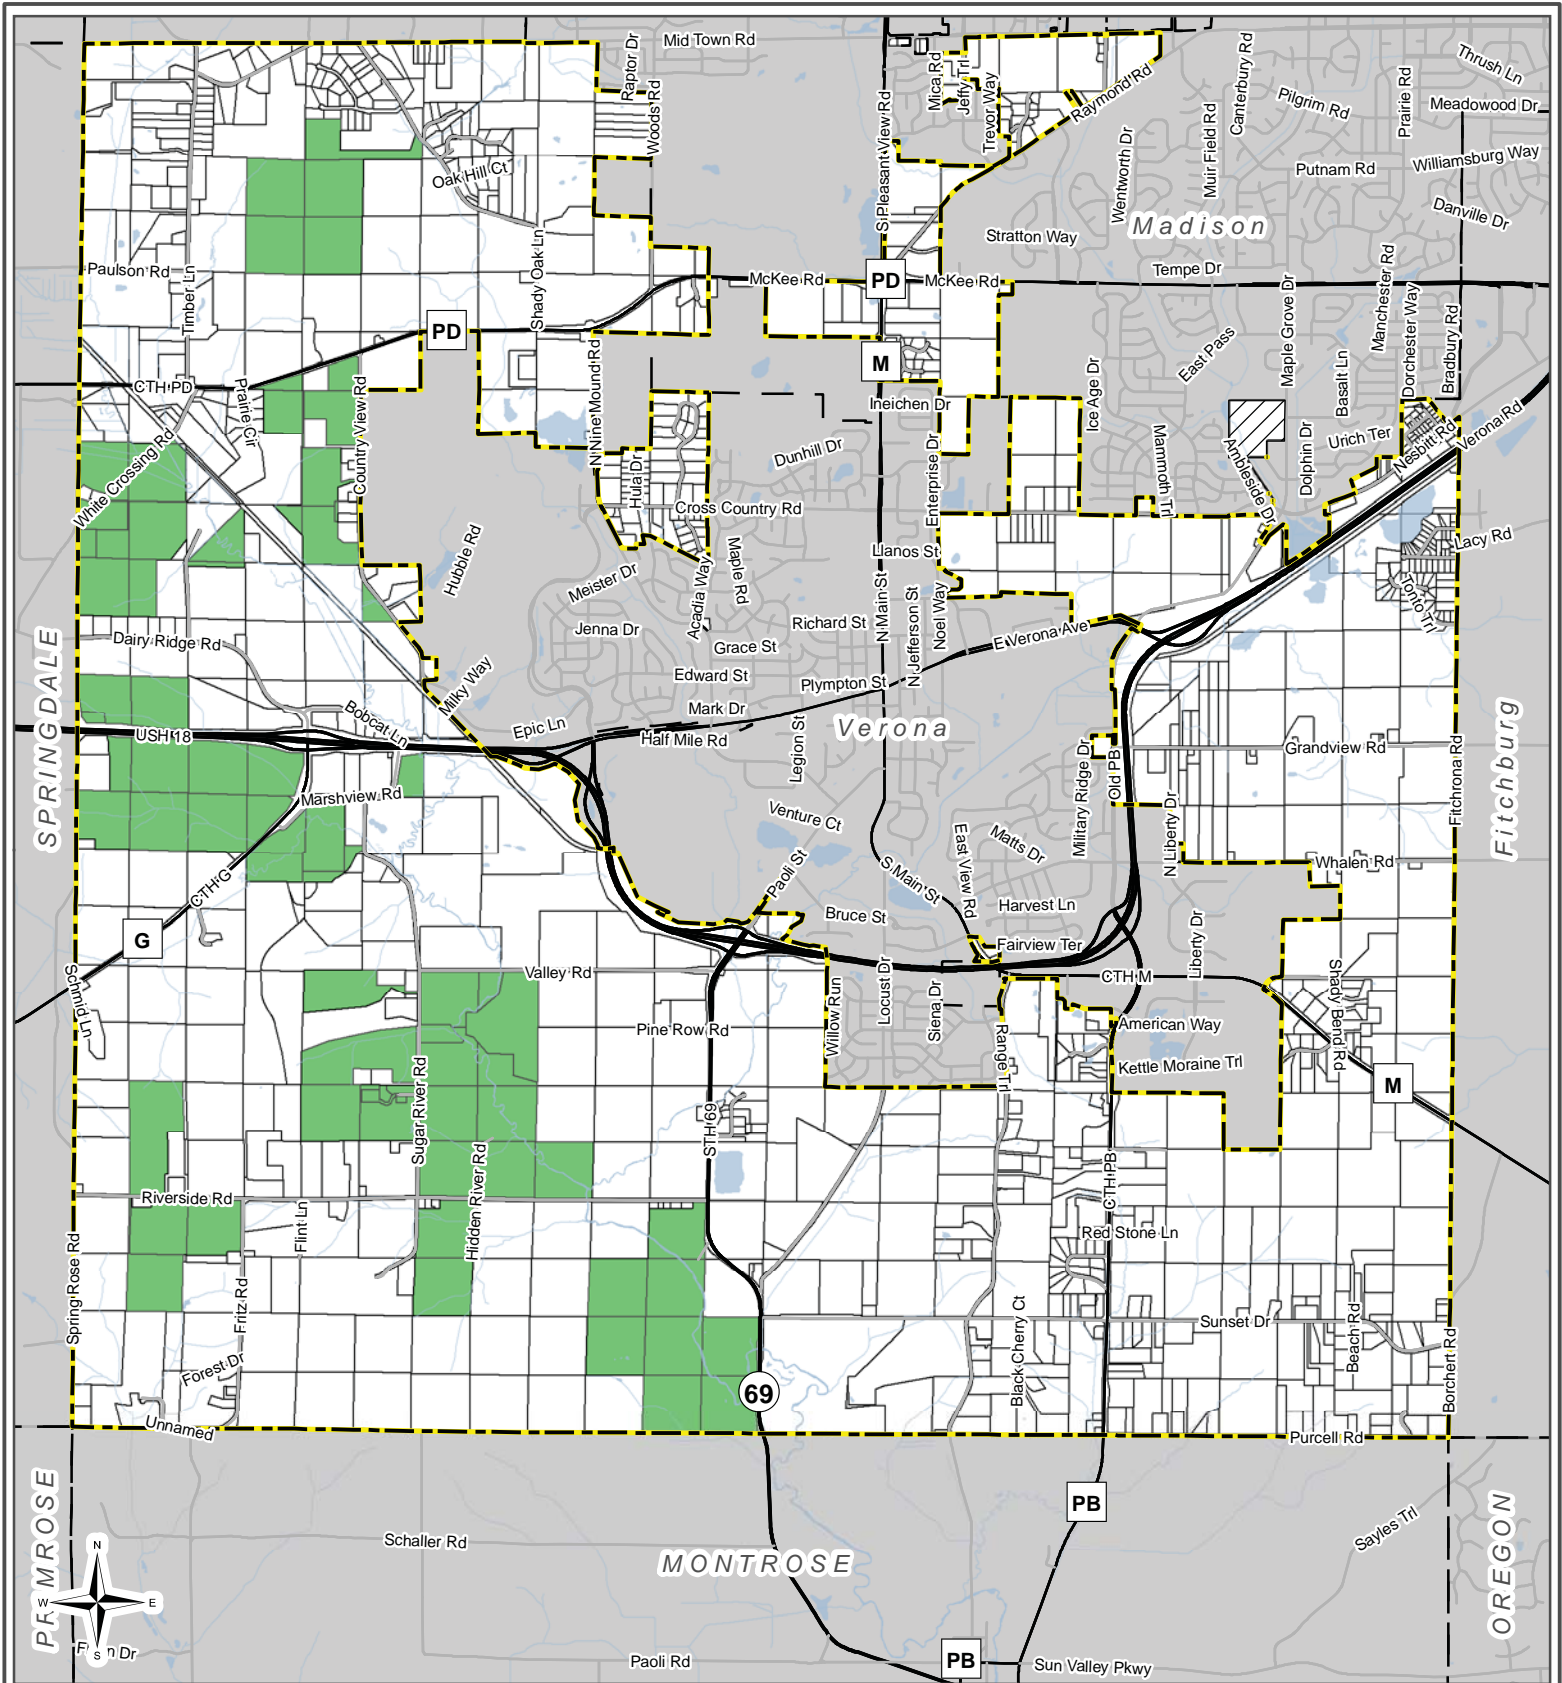 Mid Town Rd
Raptor Dr
Woods Rd
S Pleasant View Rd
Mica Rd
Jeffy Trl
Trevor Way
Raymond Rd
Canterbury Rd
Thrush Ln
Pilgrim Rd
Prairie Rd
Meadowood Dr
Muir Field Rd
Wentworth Dr
Putnam Rd
Williamsburg Way
Danville Dr
Oak Hill Ct
Madison
Stratton Way
Paulson Rd
Timber Ln
Shady Oak Ln
McKee Rd
PD
McKee Rd
Tempe Dr
Maple Grove Dr
Manchester Rd
Dorchester Way
Bradbury Rd
PD
M
East Pass
Basalt Ln
CTH PD
Prairie Cir
Country View Rd
N Nine Mound Rd
Ineichen Dr
Ice Age Dr
White Crossing Rd
Hula Dr
Dunhill Dr
Enterprise Dr
Mammoth Trl
Ambleside Dr
Dolphin Dr
Urich Ter
Nesbitt Rd
Verona Rd
Cross Country Rd
Hubble Rd
Maple Rd
Llanos St
Lacy Rd
Meister Dr
Acadia Way
N Main St
N Jefferson St
Noel Way
Tonto Trl
SPRINGDALE
Dairy Ridge Rd
Jenna Dr
Richard St
Grace St
E Verona Ave
Edward St
Plympton St
Milky Way
Bobcat Ln
Mark Dr
Epic Ln
USH 18
Half Mile Rd
Legion St
Verona
Military Ridge Dr
Old PB
Grandview Rd
Fitchrona Rd
Fitchburg
Marshview Rd
Venture Ct
East View Rd
Matts Dr
N Liberty Dr
Whalen Rd
CTH G
Paoli St
S Main St
Bruce St
Harvest Ln
Fairview Ter
Liberty Dr
G
Schmid Ln
Valley Rd
Locust Dr
CTH M
Shady Bend Rd
Willow Run
Siena Dr
Range Trl
Pine Row Rd
American Way
Kettle Moraine Trl
M
Sugar River Rd
STH 69
Hidden River Rd
CTH PB
Riverside Rd
Flint Ln
Red Stone Ln
Spring Rose Rd
Fritz Rd
Black Cherry Ct
Sunset Dr
Beach Rd
Borchert Rd
Forest Dr
69
Unnamed
Purcell Rd
PRIMROSE
PB
Schaller Rd
Sayles Trl
MONTROSE
OREGON
N
W
E
S
Paoli Rd
PB
Sun Valley Pkwy